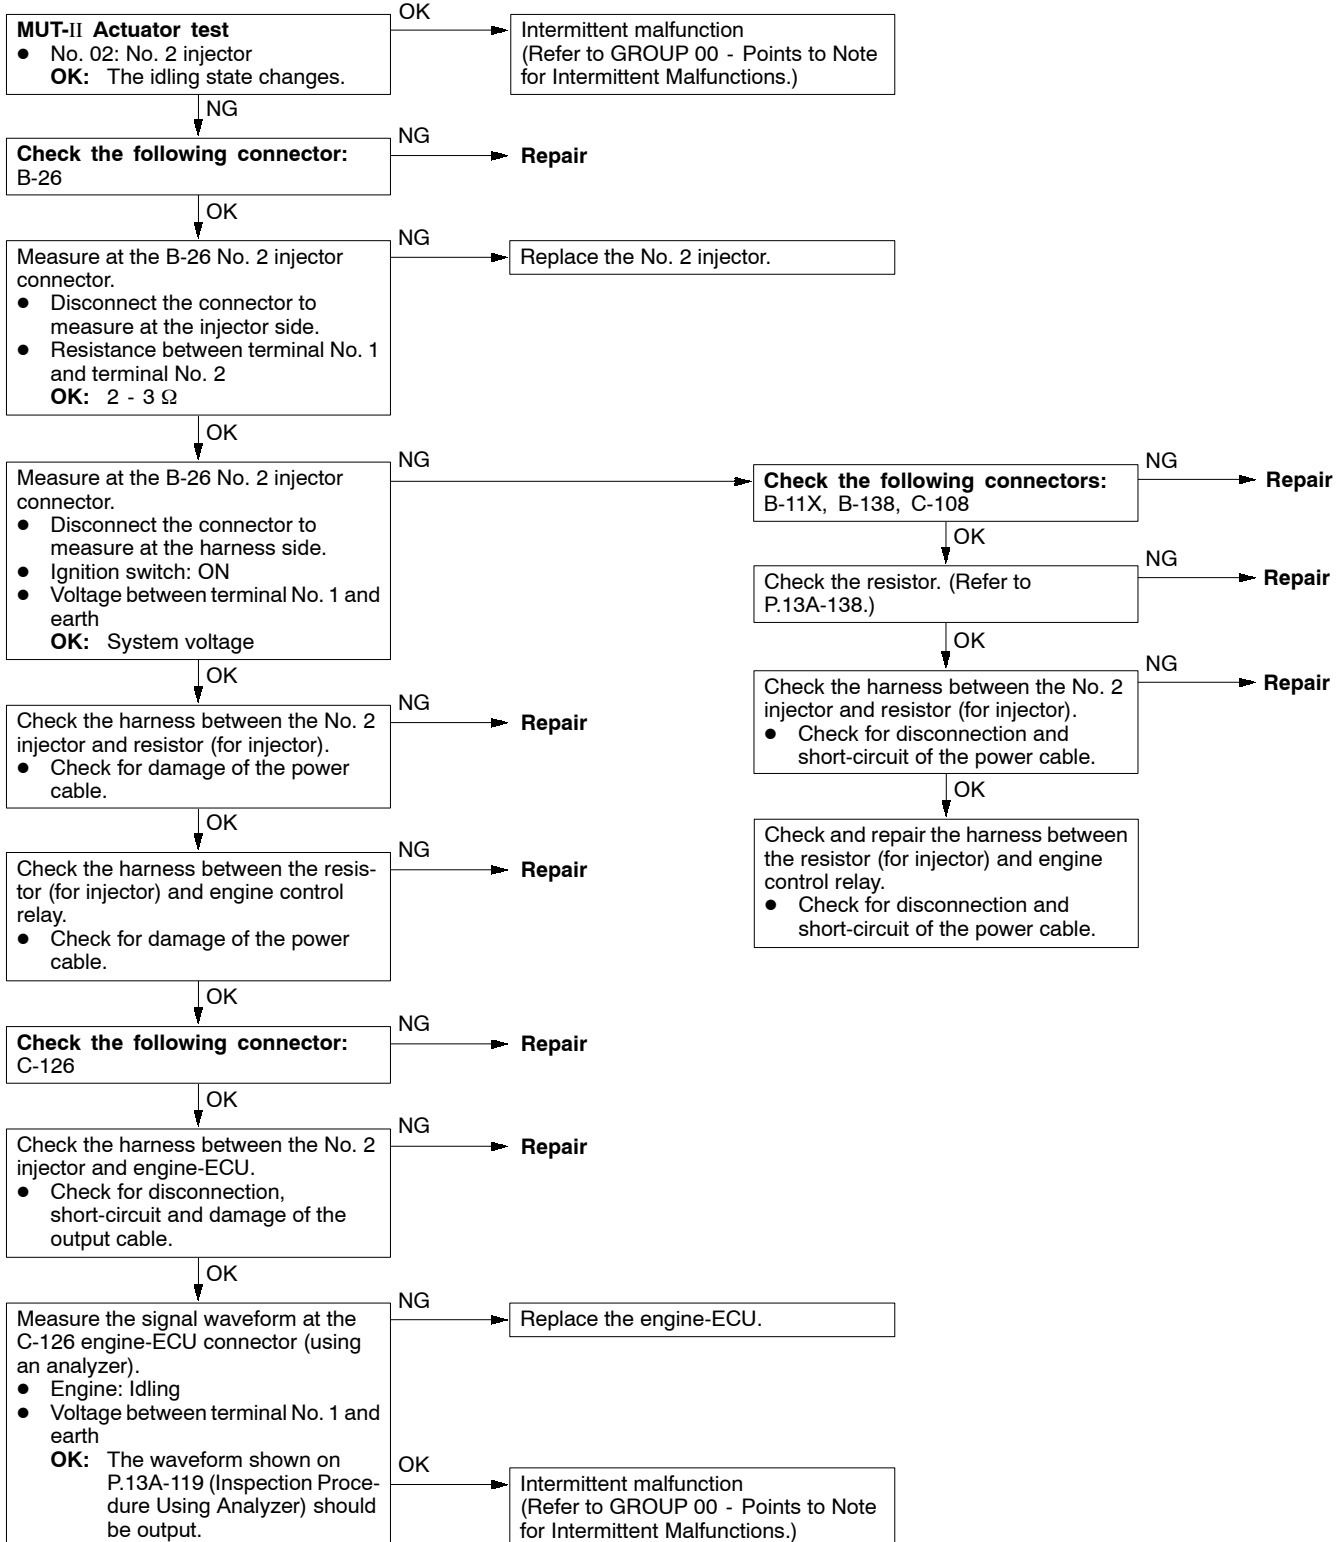 MUT-II Actuator test
● No. 02: No. 2 injector
OK: The idling state changes.
OK
Intermittent malfunction
(Refer to GROUP 00 - Points to Note
for Intermittent Malfunctions.)
NG
Check the following connector:
B-26
NG
Repair
OK
Measure at the B-26 No. 2 injector
connector.
● Disconnect the connector to
measure at the injector side.
● Resistance between terminal No. 1
and terminal No. 2
OK: 2 - 3 Ω
NG
Replace the No. 2 injector.
OK
Measure at the B-26 No. 2 injector
connector.
● Disconnect the connector to
measure at the harness side.
● Ignition switch: ON
● Voltage between terminal No. 1 and
earth
OK: System voltage
NG
Check the following connectors:
B-11X, B-138, C-108
NG
Repair
OK
Check the resistor. (Refer to
P.13A-138.)
NG
Repair
OK
Check the harness between the No. 2
injector and resistor (for injector).
● Check for disconnection and
short-circuit of the power cable.
NG
Repair
OK
Check and repair the harness between
the resistor (for injector) and engine
control relay.
● Check for disconnection and
short-circuit of the power cable.
OK
Check the harness between the No. 2
injector and resistor (for injector).
● Check for damage of the power
cable.
NG
Repair
OK
Check the harness between the resis-
tor (for injector) and engine control
relay.
● Check for damage of the power
cable.
NG
Repair
OK
Check the following connector:
C-126
NG
Repair
OK
Check the harness between the No. 2
injector and engine-ECU.
● Check for disconnection,
short-circuit and damage of the
output cable.
NG
Repair
OK
Measure the signal waveform at the
C-126 engine-ECU connector (using
an analyzer).
● Engine: Idling
● Voltage between terminal No. 1 and
earth
OK: The waveform shown on
P.13A-119 (Inspection Proce-
dure Using Analyzer) should
be output.
NG
Replace the engine-ECU.
OK
Intermittent malfunction
(Refer to GROUP 00 - Points to Note
for Intermittent Malfunctions.)